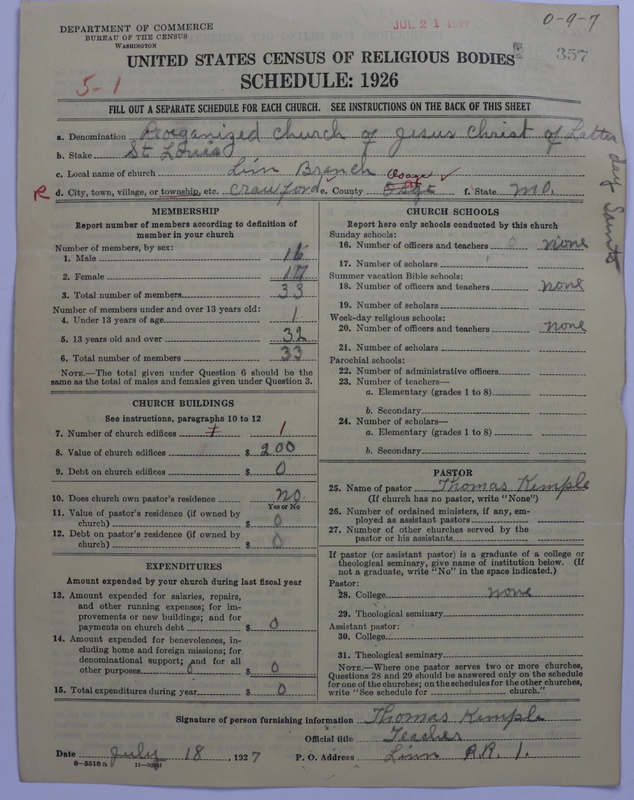 DEPARTMENT OF COMMERCE
BUREAU OF THE CENSUS
WASHINGTON
JUL 21 1927
0-9-7
357
UNITED STATES CENSUS OF RELIGIOUS BODIES
SCHEDULE: 1926
5-1
FILL OUT A SEPARATE SCHEDULE FOR EACH CHURCH. SEE INSTRUCTIONS ON THE BACK OF THIS SHEET
a. Denomination Reorganized Church of Jesus Christ of Latter day Saints
b. Stake St Louis
c. Local name of church Linn Branch
R d. City, town, village, or township, etc. Crawford e. County Osage f. State MO.
MEMBERSHIP
Report number of members according to definition of
member in your church
Number of members, by sex:
1. Male 16
2. Female 17
3. Total number of members 33
Number of members under and over 13 years old:
4. Under 13 years of age 1
5. 13 years old and over 32
6. Total number of members 33
NOTE.—The total given under Question 6 should be
same as the total of males and females given under Question 3.
CHURCH BUILDINGS
See instructions, paragraphs 10 to 12
7. Number of church edifices 1
8. Value of church edifices $ 200
9. Debt on church edifices $ 0
10. Does church own pastor's residence no
Yes or No
11. Value of pastor's residence (if owned by
church) $ 0
12. Debt on pastor's residence (if owned by
church) $ 0
EXPENDITURES
Amount expended by your church during last fiscal year
13. Amount expended for salaries, repairs,
and other running expenses; for im-
provements or new buildings; and for
payments on church debt $ 0
14. Amount expended for benevolences, in-
cluding home and foreign missions; for
denominational support; and for all
other purposes 0 $ 0
15. Total expenditures during year $ 0
CHURCH SCHOOLS
Report here only schools conducted by this church
Sunday schools:
16. Number of officers and teachers none
17. Number of scholars
Summer vacation Bible schools:
18. Number of officers and teachers none
19. Number of scholars
Week-day religious schools:
20. Number of officers and teachers none
21. Number of scholars
Parochial schools:
22. Number of administrative officers
23. Number of teachers—
a. Elementary (grades 1 to 8)
b. Secondary
24. Number of scholars—
a. Elementary (grades 1 to 8)
b. Secondary
PASTOR
25. Name of pastor Thomas Kemple
(If church has no pastor, write "None")
26. Number of ordained ministers, if any, em-
ployed as assistant pastors
27. Number of other churches served by the
pastor or his assistants
If pastor (or assistant pastor) is a graduate of a college or
theological seminary, give name of institution below. (If
not a graduate, write "No" in the space indicated.)
Pastor:
28. College none
29. Theological seminary
Assistant pastor:
30. College
31. Theological seminary
NOTE.—Where one pastor serves two or more churches,
Questions 28 and 29 should be answered only on the schedule
for one of the churches; on the schedules for the other churches,
write "See schedule for church."
Signature of person furnishing information Thomas Kemple
Official title Teacher
Date July 18, 1927 P. O. Address Linn R.R. 1.